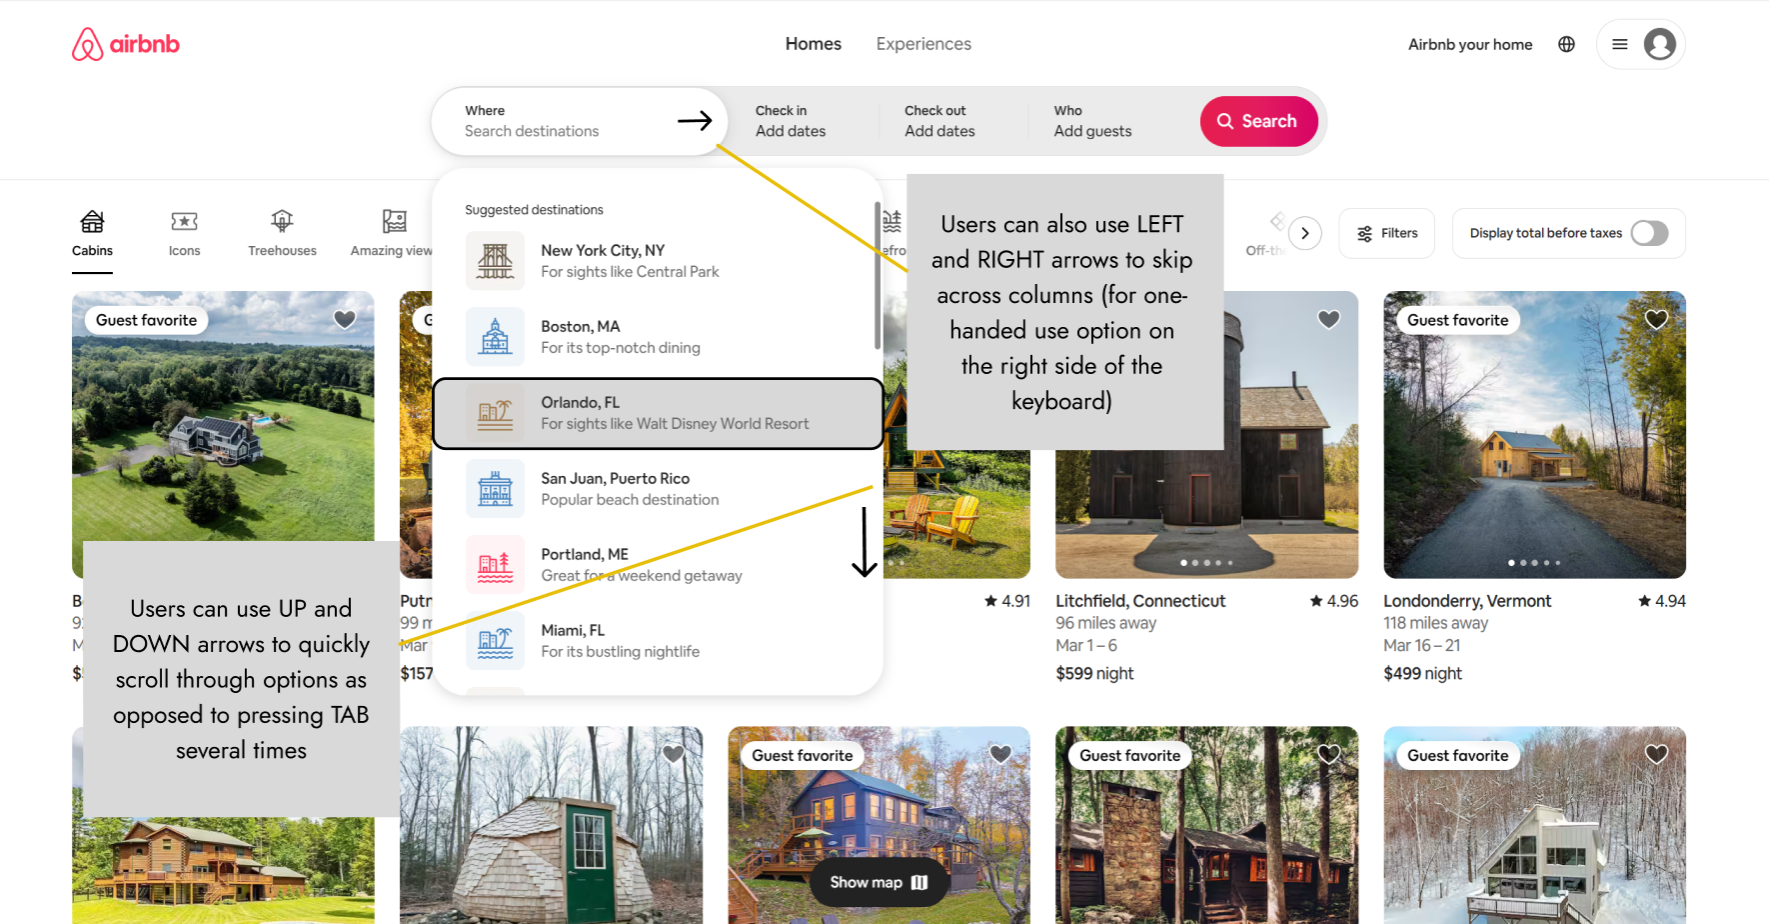 airbnb
Homes
Experiences
Airbnb your home
Where
Search destinations
Check in
Add dates
Check out
Add dates
Who
Add guests
Search
Cabins
Icons
Treehouses
Amazing view
Filters
Display total before taxes
Suggested destinations
New York City, NY
For sights like Central Park
Boston, MA
For its top-notch dining
Orlando, FL
For sights like Walt Disney World Resort
San Juan, Puerto Rico
Popular beach destination
Portland, ME
Great for a weekend getaway
Miami, FL
For its bustling nightlife
Users can also use LEFT
and RIGHT arrows to skip
across columns (for one-
handed use option on
the right side of the
keyboard)
Users can use UP and
DOWN arrows to quickly
scroll through options as
opposed to pressing TAB
several times
Guest favorite
Guest favorite
$157
4.91
Litchfield, Connecticut
4.96
96 miles away
Mar 1 – 6
$599 night
Londonderry, Vermont
4.94
118 miles away
Mar 16 – 21
$499 night
Guest favorite
Guest favorite
Guest favorite
Show map